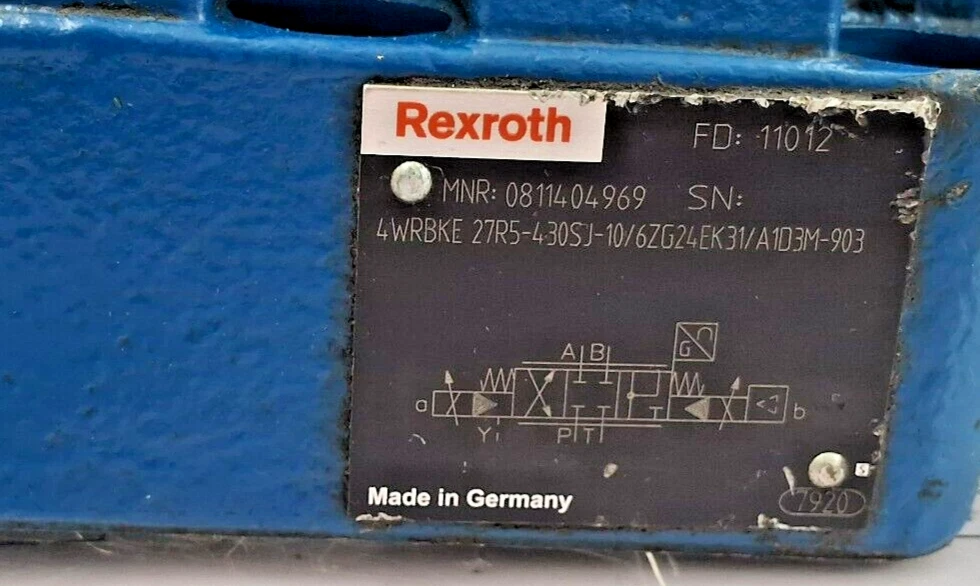 Rexroth
FD: 11012
MNR: 0811404969 SN:
4WRBKE 27R5-430SJ-10/6ZG24EK31/A1D3M-903
A B
G
a b
Y P T
Made in Germany
7920